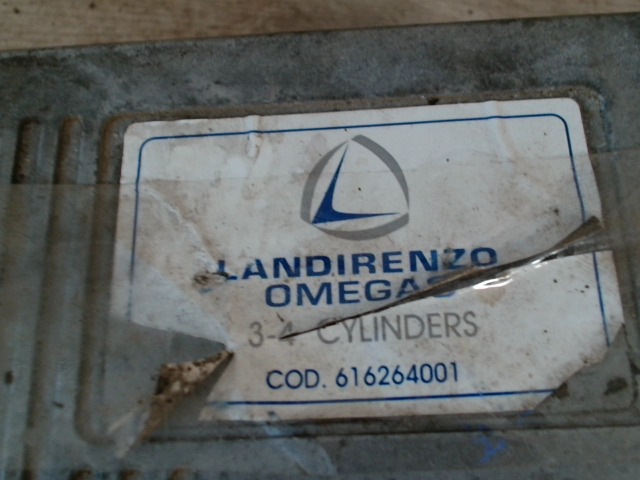 LANDIRENZO
OMEGAS
3-4 CYLINDERS
COD. 616264001